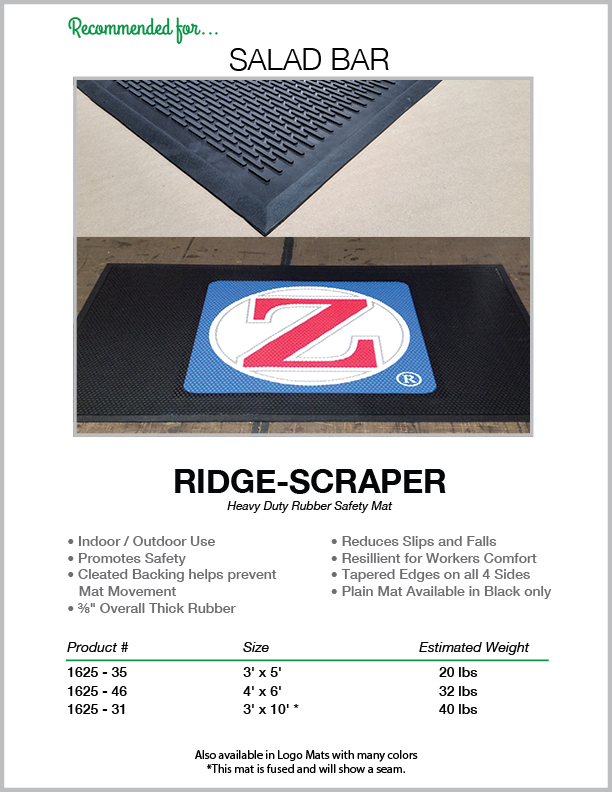 Recommended for...
SALAD BAR
Z
®
RIDGE-SCRAPER
Heavy Duty Rubber Safety Mat
• Indoor / Outdoor Use
• Promotes Safety
• Cleated Backing helps prevent
Mat Movement
• ⅜" Overall Thick Rubber
• Reduces Slips and Falls
• Resillient for Workers Comfort
• Tapered Edges on all 4 Sides
• Plain Mat Available in Black only
Product # Size Estimated Weight
1625 - 35 3' x 5' 20 lbs
1625 - 46 4' x 6' 32 lbs
1625 - 31 3' x 10' * 40 lbs
Also available in Logo Mats with many colors
*This mat is fused and will show a seam.